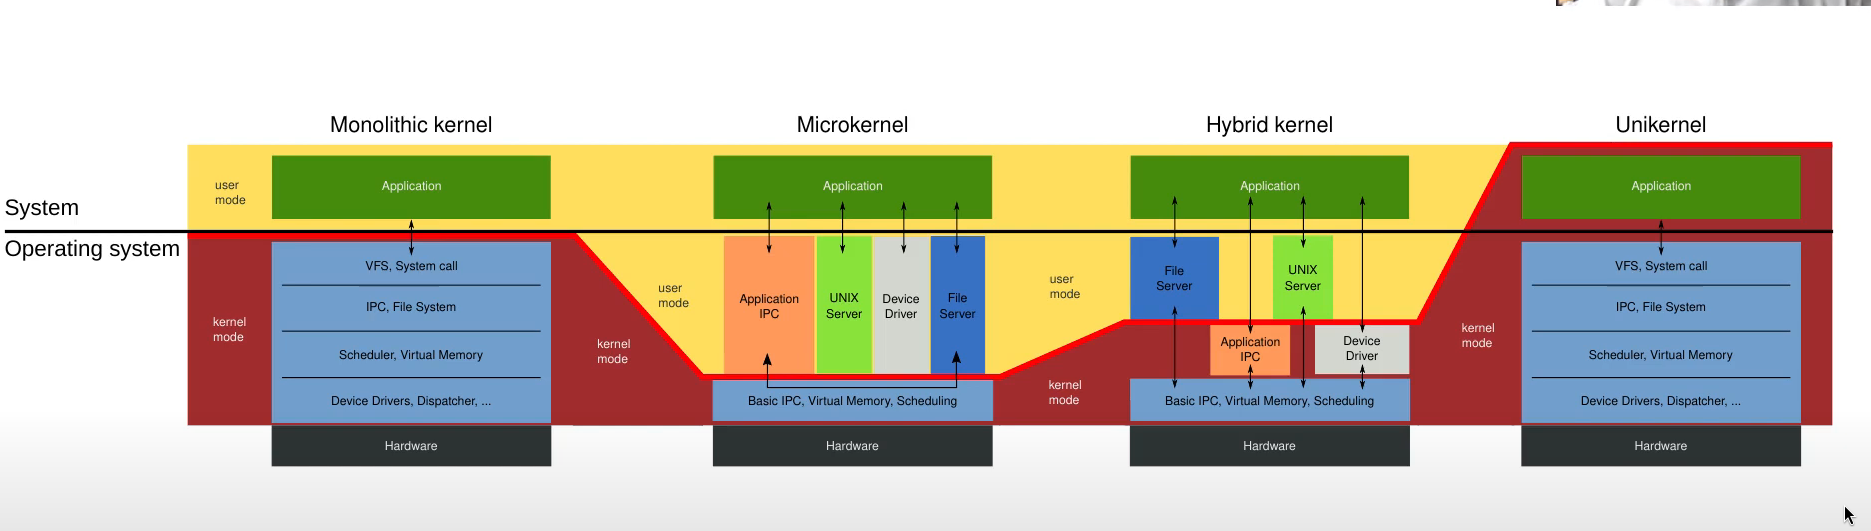 Monolithic kernel
Microkernel
Hybrid kernel
Unikernel
System
Operating system
user
mode
kernel
mode
Application
VFS, System call
IPC, File System
Scheduler, Virtual Memory
Device Drivers, Dispatcher, ...
Hardware
kernel
mode
user
mode
Application
Application
IPC
UNIX
Server
Device
Driver
File
Server
Basic IPC, Virtual Memory, Scheduling
Hardware
user
mode
kernel
mode
Application
File
Server
UNIX
Server
Application
IPC
Device
Driver
Basic IPC, Virtual Memory, Scheduling
Hardware
kernel
mode
Application
VFS, System call
IPC, File System
Scheduler, Virtual Memory
Device Drivers, Dispatcher, ...
Hardware